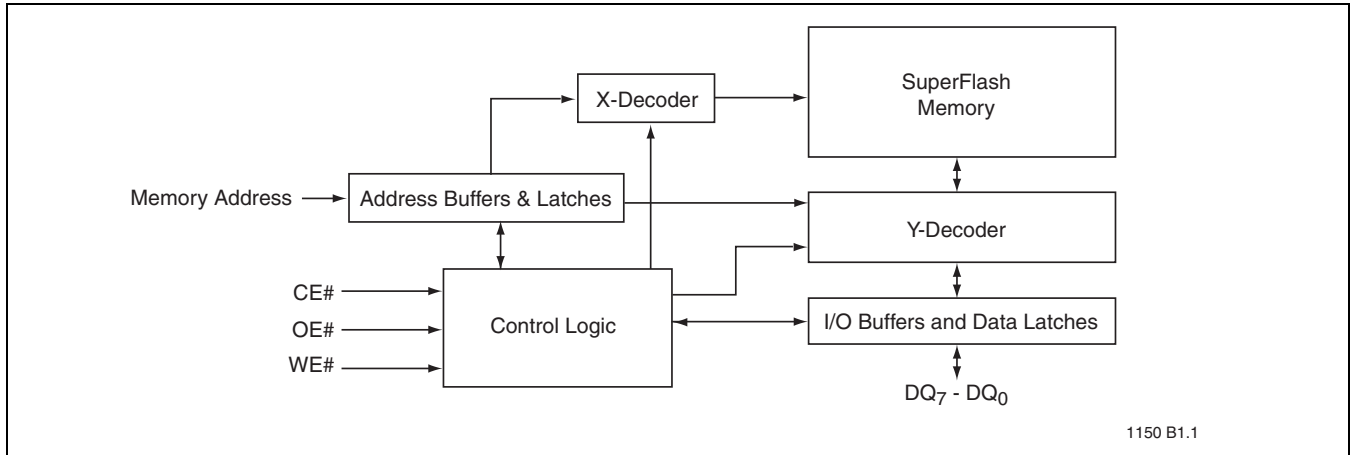 SuperFlash
Memory
X-Decoder
Memory Address
Address Buffers & Latches
Y-Decoder
CE#
OE#
WE#
Control Logic
I/O Buffers and Data Latches
DQ7 - DQ0
1150 B1.1